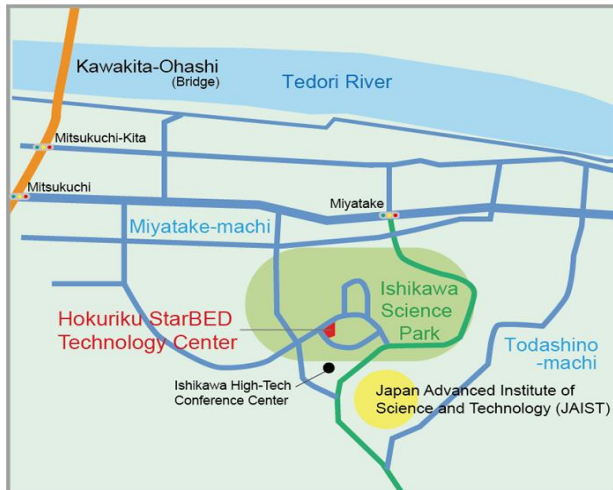 Kawakita-Ohashi
(Bridge)
Tedori River
Mitsukuchi-Kita
Mitsukuchi
Miyatake
Miyatake-machi
Ishikawa
Science
Park
Hokuriku StarBED
Technology Center
Todashino
-machi
Ishikawa High-Tech
Conference Center
Japan Advanced Institute of
Science and Technology (JAIST)